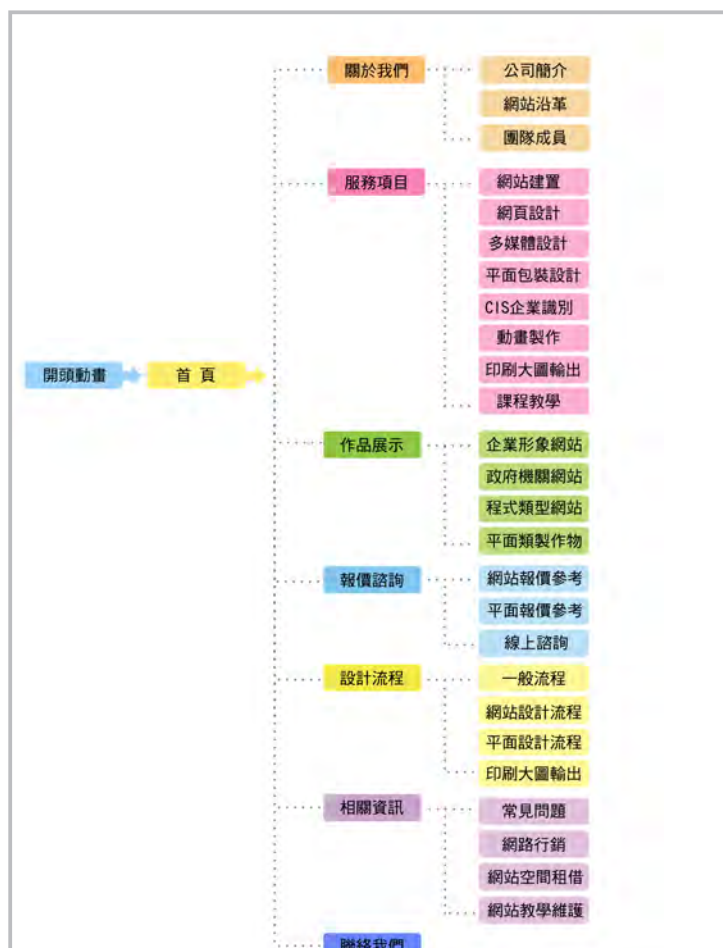 開頭動畫
首 頁
關於我們
公司簡介
網站沿革
團隊成員
服務項目
網站建置
網頁設計
多媒體設計
平面包裝設計
CIS企業識別
動畫製作
印刷大圖輸出
課程教學
作品展示
企業形象網站
政府機關網站
程式類型網站
平面類製作物
報價諮詢
網站報價參考
平面報價參考
線上諮詢
設計流程
一般流程
網站設計流程
平面設計流程
印刷大圖輸出
相關資訊
常見問題
網路行銷
網站空間租借
網站教學維護
聯絡我們